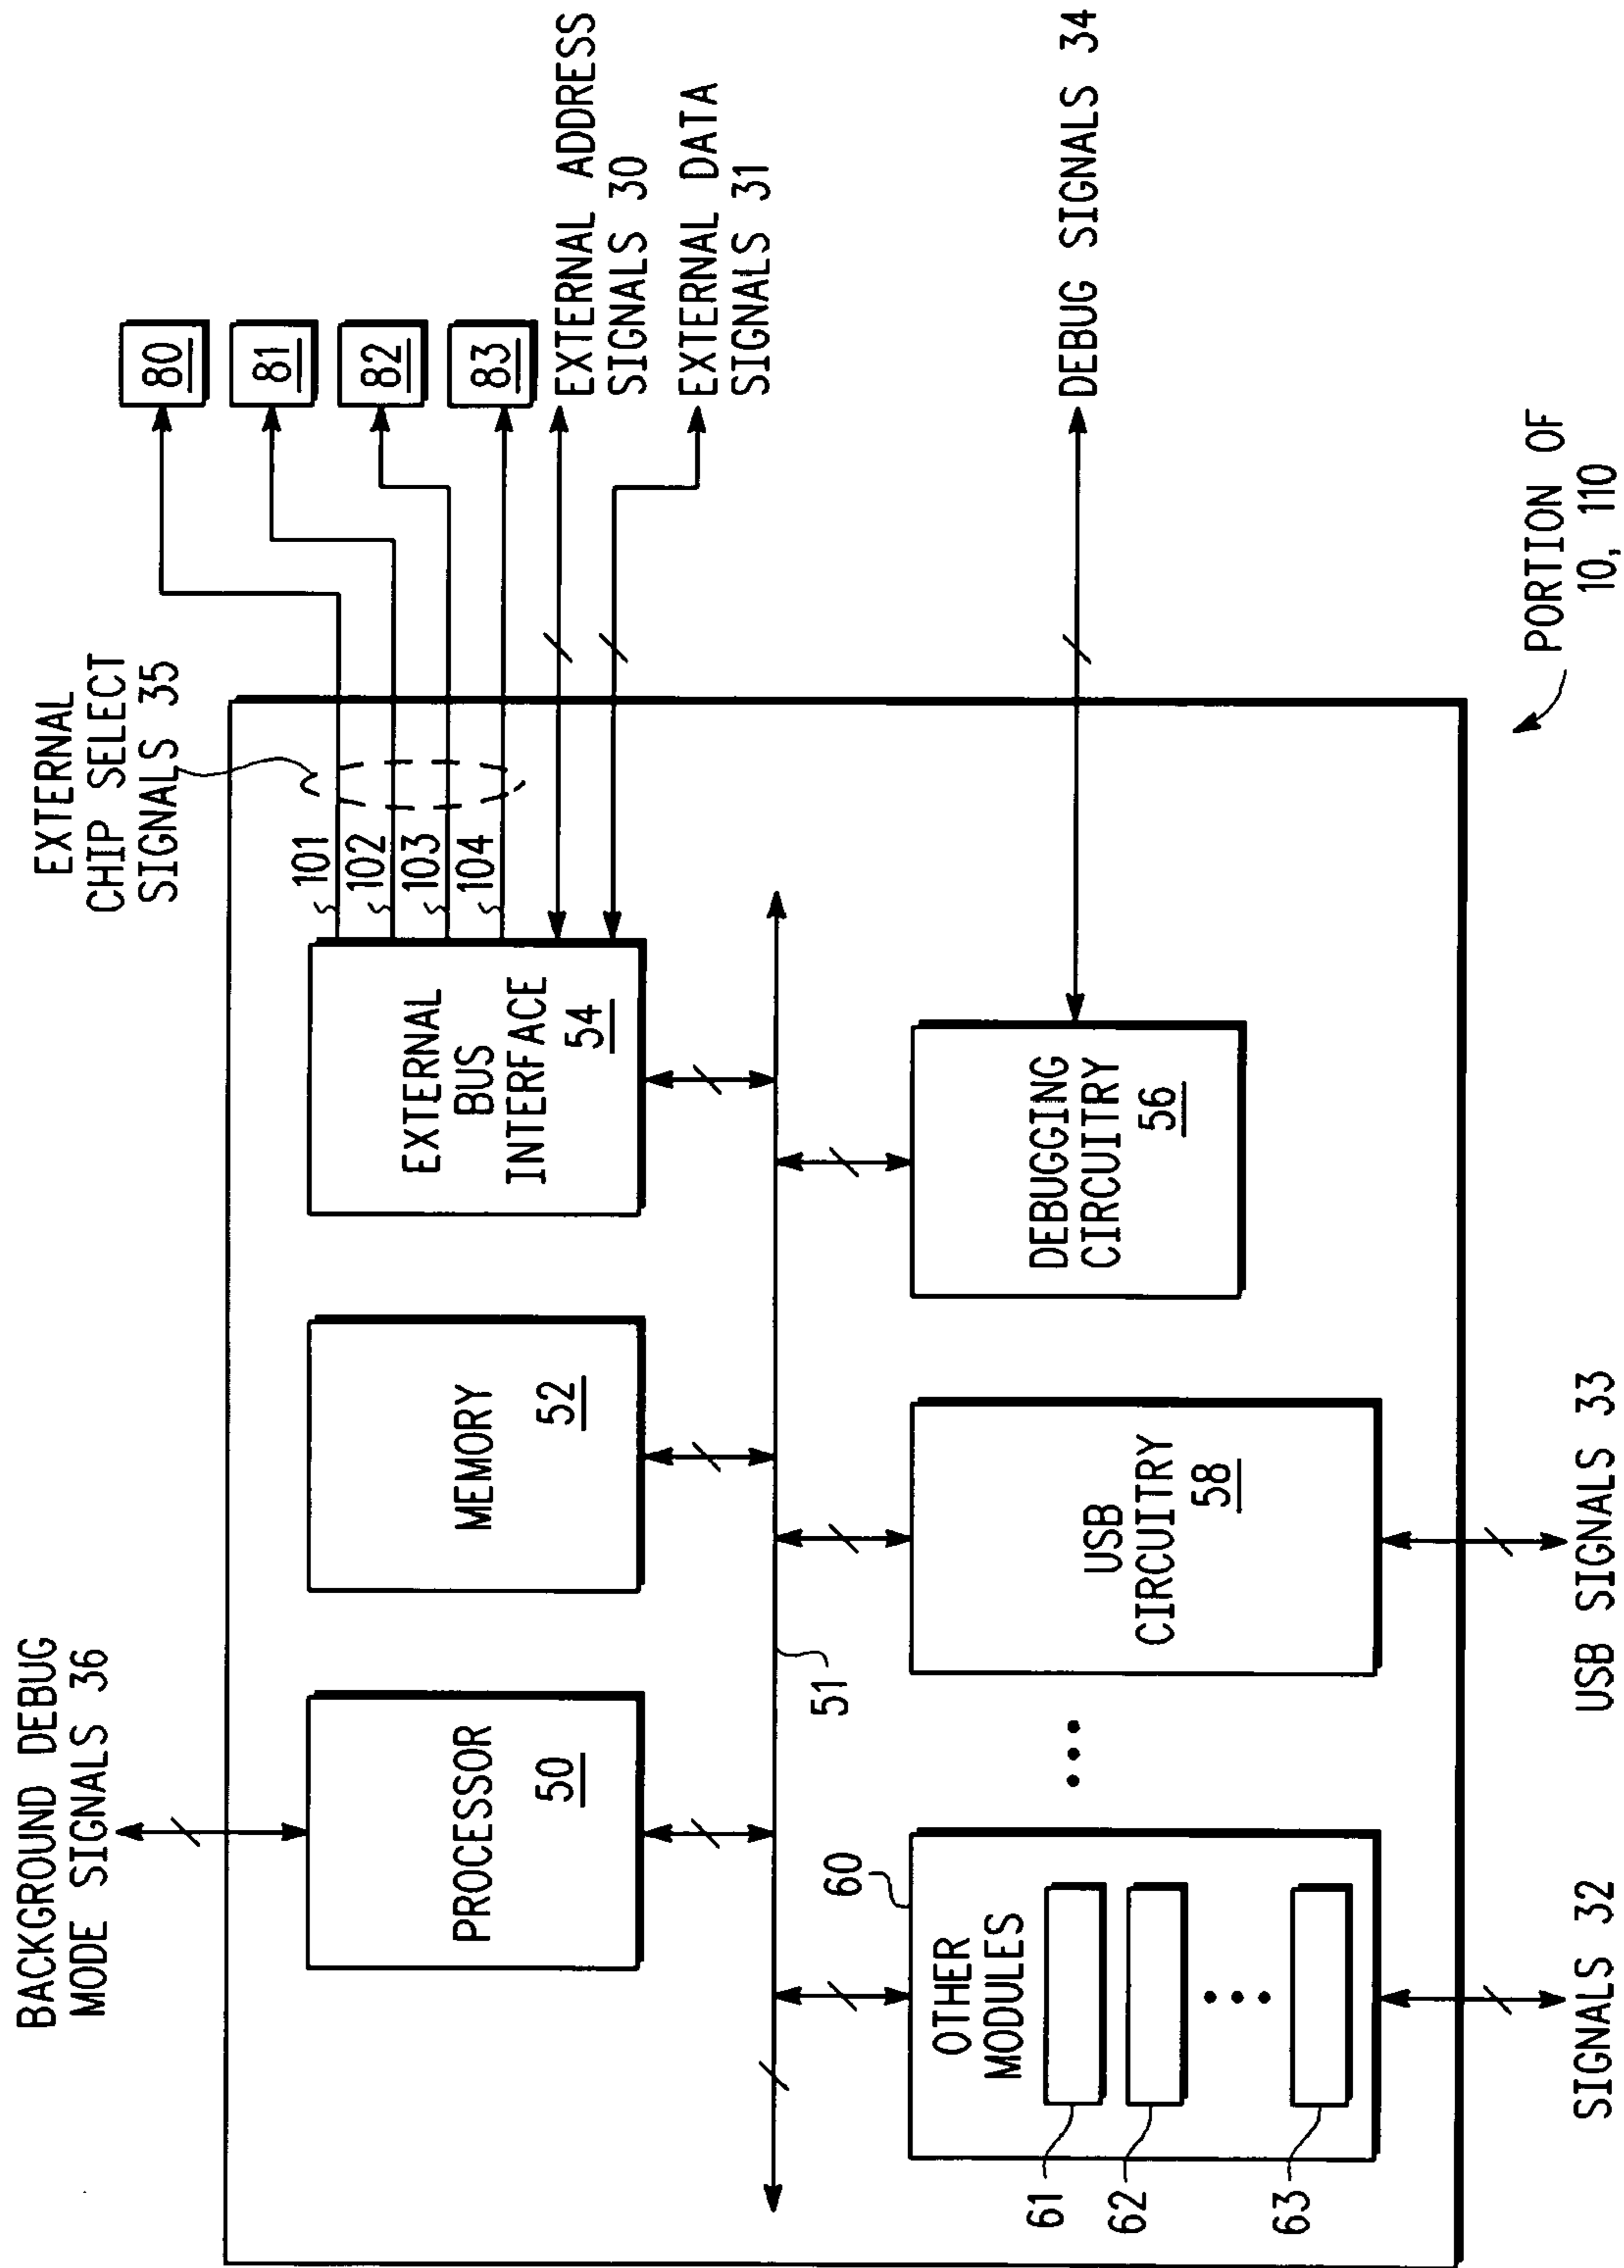 BACKGROUND DEBUG
MODE SIGNALS 36
EXTERNAL
CHIP SELECT
SIGNALS 35
PROCESSOR
50
MEMORY
52
EXTERNAL
BUS
INTERFACE
54
101
102
103
104
80
81
82
83
EXTERNAL ADDRESS
SIGNALS 30
EXTERNAL DATA
SIGNALS 31
51
60
OTHER
MODULES
61
62
63
USB
CIRCUITRY
58
DEBUGGING
CIRCUITRY
56
DEBUG SIGNALS 34
SIGNALS 32
USB SIGNALS 33
PORTION OF
10, 110